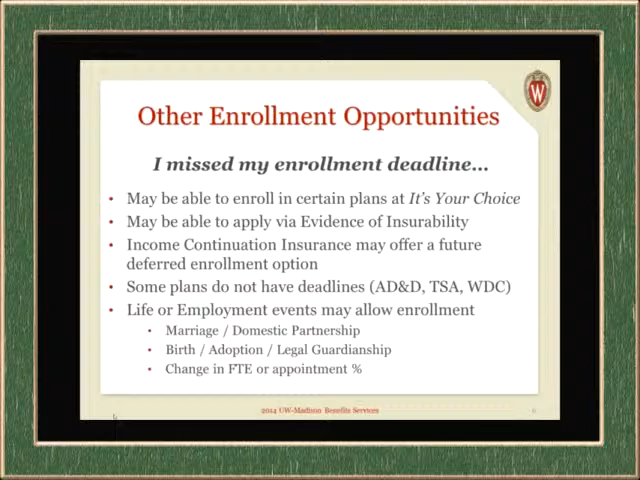 W
Other Enrollment Opportunities
I missed my enrollment deadline...
• May be able to enroll in certain plans at It's Your Choice
• May be able to apply via Evidence of Insurability
• Income Continuation Insurance may offer a future
deferred enrollment option
• Some plans do not have deadlines (AD&D, TSA, WDC)
• Life or Employment events may allow enrollment
• Marriage / Domestic Partnership
• Birth / Adoption / Legal Guardianship
• Change in FTE or appointment %
2014 UW-Madison Benefits Services
6